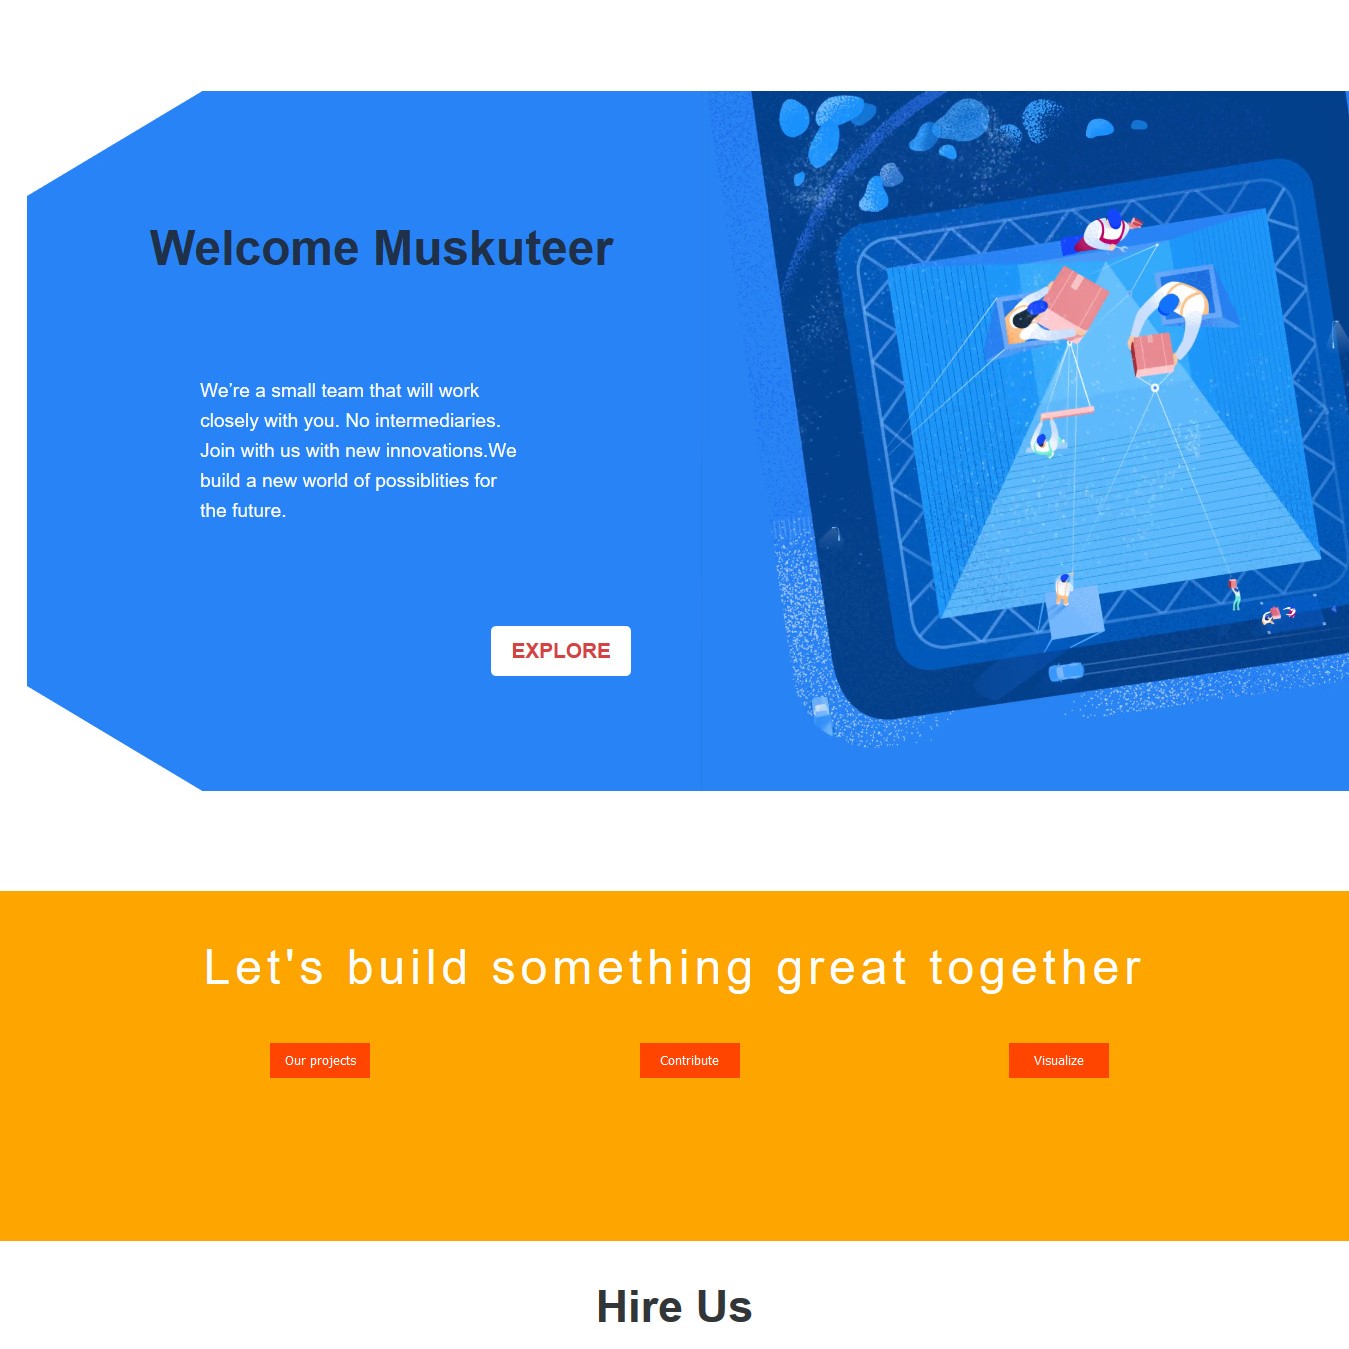 Welcome Muskuteer
We’re a small team that will work
closely with you. No intermediaries.
Join with us with new innovations.We
build a new world of possiblities for
the future.
EXPLORE
Let's build something great together
Our projects
Contribute
Visualize
Hire Us